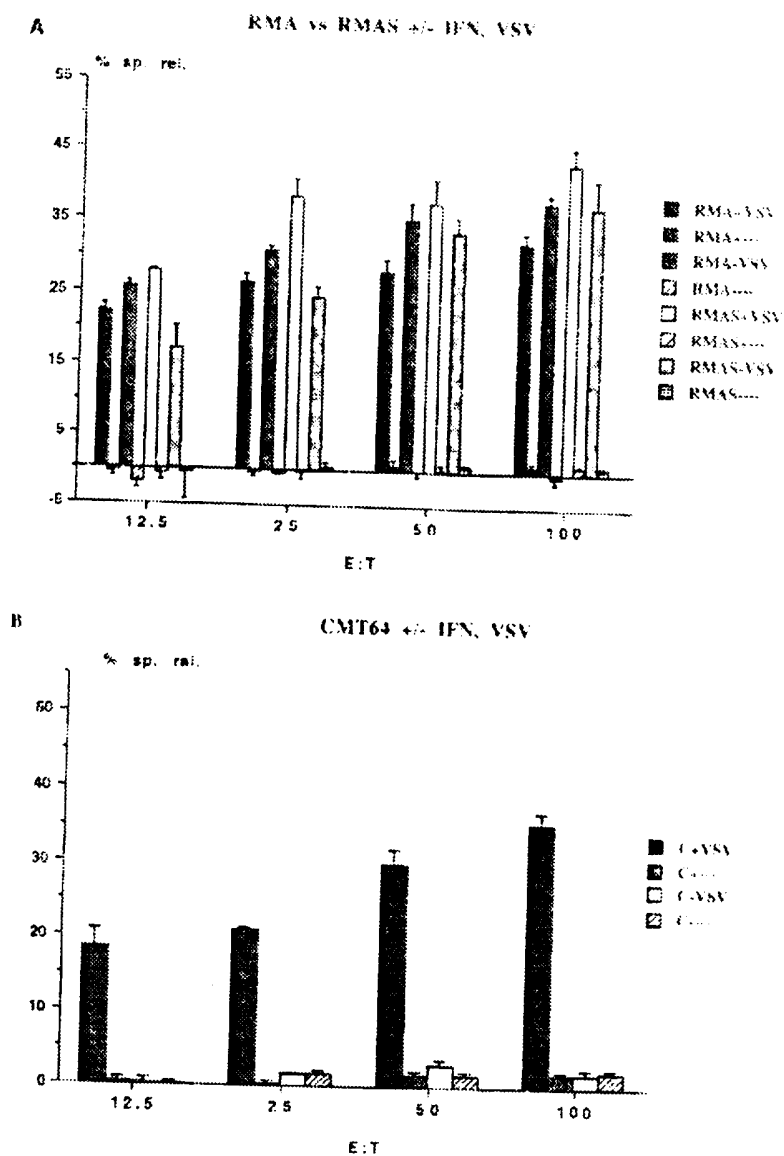 A
RMA vs RMAS +/- IFN, VSV
% sp. rel.
55
45
35
25
15
5
-5
12.5 25 50 100
E:T
RMA+VSV
RMA+---
RMA-VSV
RMA----
RMAS+VSV
RMAS+---
RMAS-VSV
RMAS----
B
CMT64 +/- IFN, VSV
% sp. rel.
50
40
30
20
10
0
12.5 25 50 100
E:T
C+VSV
C+---
C-VSV
C----